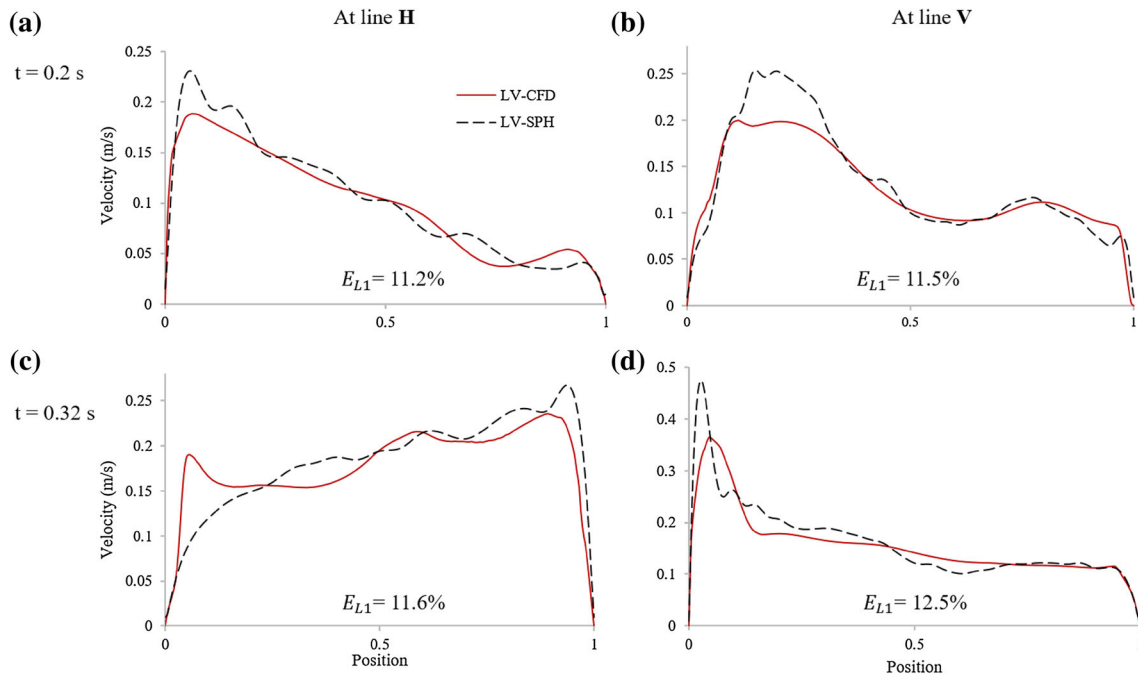 (a)
At line H
t = 0.2 s
Velocity (m/s)
0.25
0.2
0.15
0.1
0.05
0
0
0.5
1
LV-CFD
LV-SPH
E_L1= 11.2%
(b)
At line V
0.25
0.20
0.15
0.1
0.05
0
0
0.5
1
E_L1= 11.5%
(c)
t = 0.32 s
Velocity (m/s)
0.25
0.2
0.15
0.1
0.05
0
0
0.5
1
Position
E_L1= 11.6%
(d)
0.5
0.4
0.3
0.2
0.1
0
0
0.5
1
Position
E_L1= 12.5%